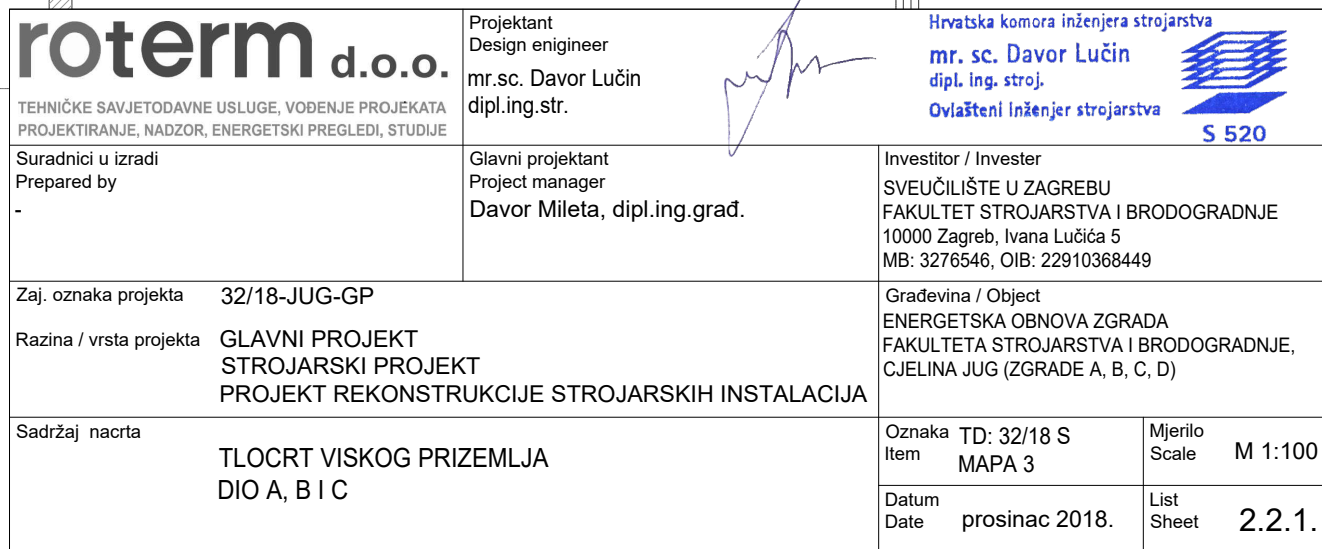 roterm d.o.o.
TEHNIČKE SAVJETODAVNE USLUGE, VOĐENJE PROJEKATA
PROJEKTIRANJE, NADZOR, ENERGETSKI PREGLEDI, STUDIJE
Projektant
Design enigineer
mr.sc. Davor Lučin
dipl.ing.str.
Hrvatska komora inženjera strojarstva
mr. sc. Davor Lučin
dipl. ing. stroj.
Ovlašteni inženjer strojarstva
S 520
Suradnici u izradi
Prepared by
-
Glavni projektant
Project manager
Davor Mileta, dipl.ing.građ.
Investitor / Invester
SVEUČILIŠTE U ZAGREBU
FAKULTET STROJARSTVA I BRODOGRADNJE
10000 Zagreb, Ivana Lučića 5
MB: 3276546, OIB: 22910368449
Zaj. oznaka projekta 32/18-JUG-GP
Razina / vrsta projekta GLAVNI PROJEKT
STROJARSKI PROJEKT
PROJEKT REKONSTRUKCIJE STROJARSKIH INSTALACIJA
Građevina / Object
ENERGETSKA OBNOVA ZGRADA
FAKULTETA STROJARSTVA I BRODOGRADNJE,
CJELINA JUG (ZGRADE A, B, C, D)
Sadržaj nacrta
TLOCRT VISKOG PRIZEMLJA
DIO A, B I C
Oznaka TD: 32/18 S
Item MAPA 3
Mjerilo
Scale M 1:100
Datum
Date prosinac 2018.
List
Sheet 2.2.1.